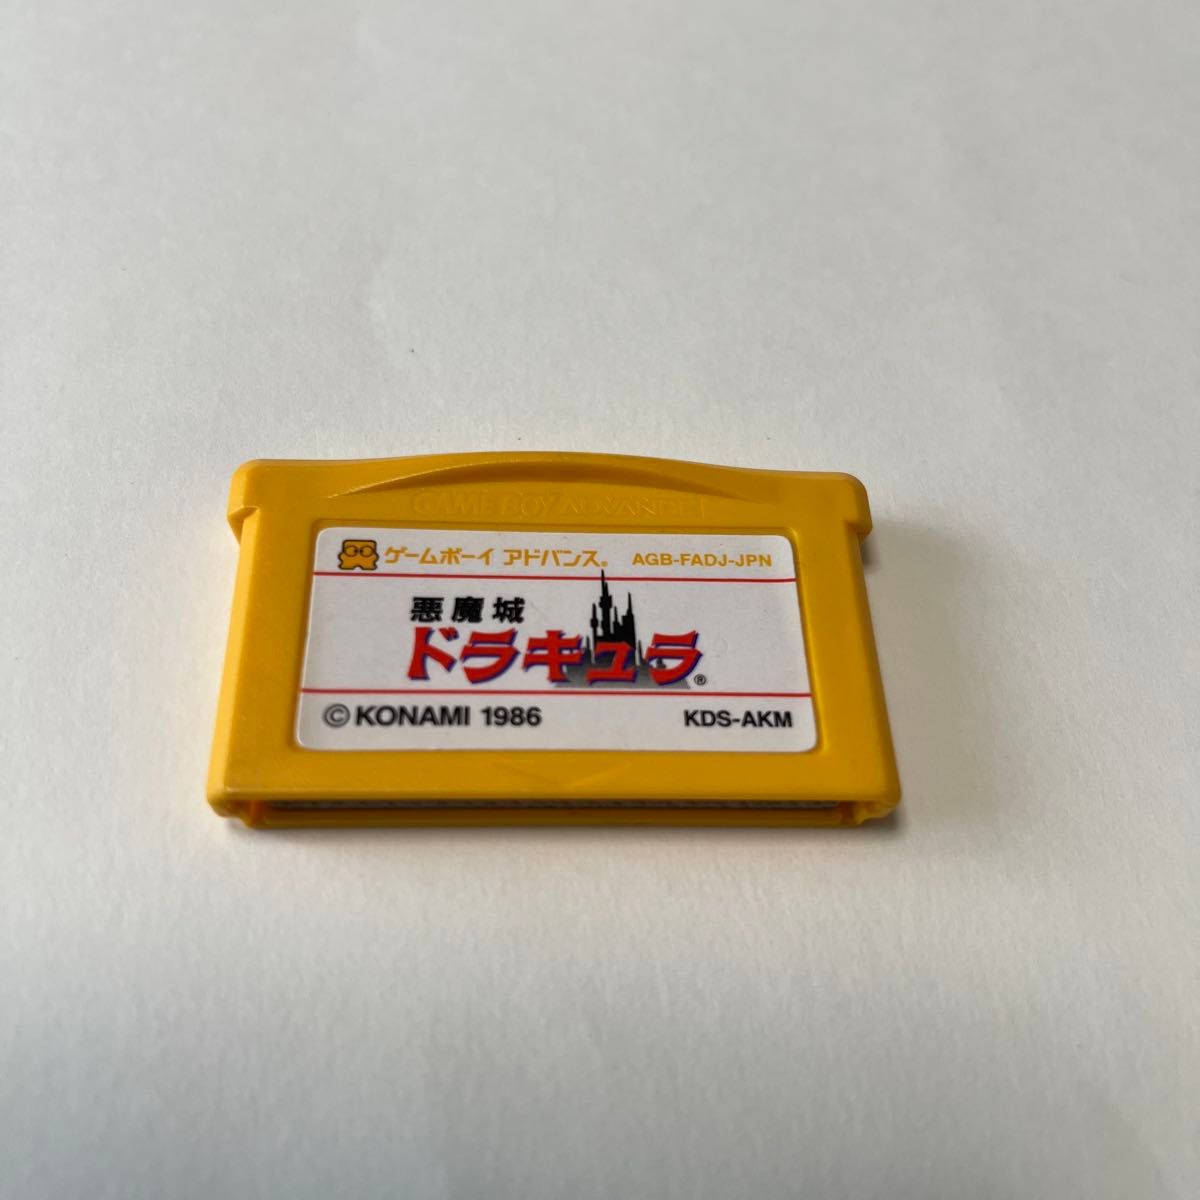 GAME BOY ADVANCE
ゲームボーイ アドバンス。 AGB-FADJ-JPN
悪魔城
ドラキュラ®
© KONAMI 1986 KDS-AKM